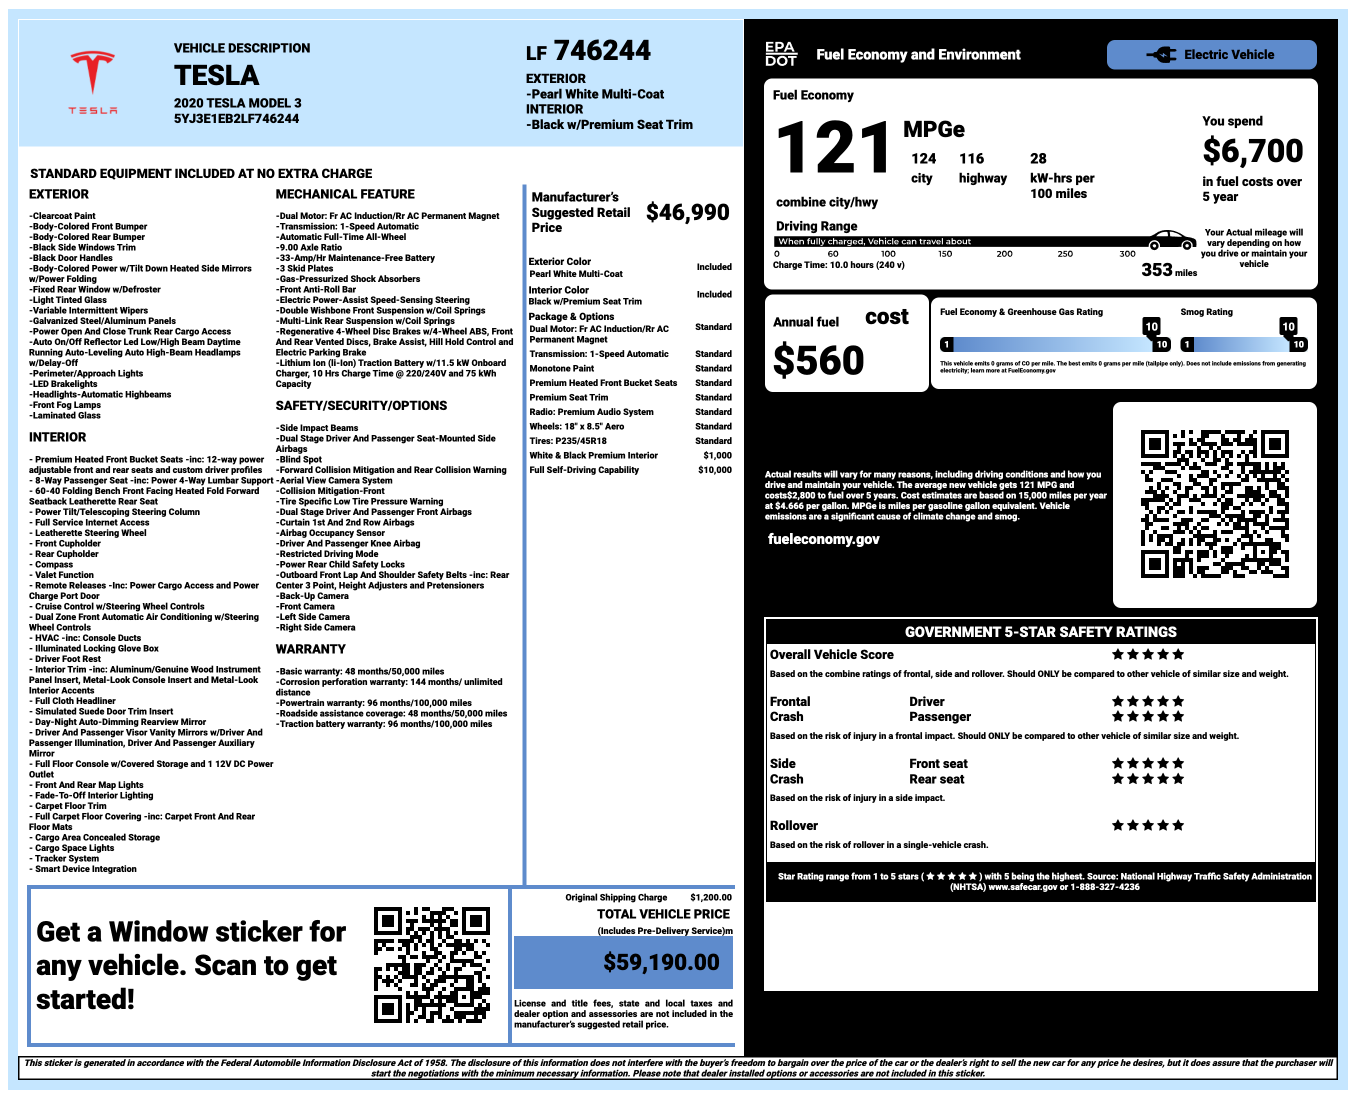 TESLA
VEHICLE DESCRIPTION
TESLA
2020 TESLA MODEL 3
5YJ3E1EB2LF746244
LF 746244
EXTERIOR
-Pearl White Multi-Coat
INTERIOR
-Black w/Premium Seat Trim
STANDARD EQUIPMENT INCLUDED AT NO EXTRA CHARGE
EXTERIOR
-Clearcoat Paint
-Body-Colored Front Bumper
-Body-Colored Rear Bumper
-Black Side Windows Trim
-Black Door Handles
-Body-Colored Power w/Tilt Down Heated Side Mirrors
w/Power Folding
-Fixed Rear Window w/Defroster
-Light Tinted Glass
-Variable Intermittent Wipers
-Galvanized Steel/Aluminum Panels
-Power Open And Close Trunk Rear Cargo Access
-Auto On/Off Reflector Led Low/High Beam Daytime
Running Auto-Leveling Auto High-Beam Headlamps
w/Delay-Off
-Perimeter/Approach Lights
-LED Brakelights
-Headlights-Automatic Highbeams
-Front Fog Lamps
-Laminated Glass
INTERIOR
- Premium Heated Front Bucket Seats -inc: 12-way power
adjustable front and rear seats and custom driver profiles
- 8-Way Passenger Seat -inc: Power 4-Way Lumbar Support
- 60-40 Folding Bench Front Facing Heated Fold Forward
Seatback Leatherette Rear Seat
- Power Tilt/Telescoping Steering Column
- Full Service Internet Access
- Leatherette Steering Wheel
- Front Cupholder
- Rear Cupholder
- Compass
- Valet Function
- Remote Releases -Inc: Power Cargo Access and Power
Charge Port Door
- Cruise Control w/Steering Wheel Controls
- Dual Zone Front Automatic Air Conditioning w/Steering
Wheel Controls
- HVAC -inc: Console Ducts
- Illuminated Locking Glove Box
- Driver Foot Rest
- Interior Trim -inc: Aluminum/Genuine Wood Instrument
Panel Insert, Metal-Look Console Insert and Metal-Look
Interior Accents
- Full Cloth Headliner
- Simulated Suede Door Trim Insert
- Day-Night Auto-Dimming Rearview Mirror
- Driver And Passenger Visor Vanity Mirrors w/Driver And
Passenger Illumination, Driver And Passenger Auxiliary
Mirror
- Full Floor Console w/Covered Storage and 1 12V DC Power
Outlet
- Front And Rear Map Lights
- Fade-To-Off Interior Lighting
- Carpet Floor Trim
- Full Carpet Floor Covering -inc: Carpet Front And Rear
Floor Mats
- Cargo Area Concealed Storage
- Cargo Space Lights
- Tracker System
- Smart Device Integration
MECHANICAL FEATURE
-Dual Motor: Fr AC Induction/Rr AC Permanent Magnet
-Transmission: 1-Speed Automatic
-Automatic Full-Time All-Wheel
-9.00 Axle Ratio
-33-Amp/Hr Maintenance-Free Battery
-3 Skid Plates
-Gas-Pressurized Shock Absorbers
-Front Anti-Roll Bar
-Electric Power-Assist Speed-Sensing Steering
-Double Wishbone Front Suspension w/Coil Springs
-Multi-Link Rear Suspension w/Coil Springs
-Regenerative 4-Wheel Disc Brakes w/4-Wheel ABS, Front
And Rear Vented Discs, Brake Assist, Hill Hold Control and
Electric Parking Brake
-Lithium Ion (li-Ion) Traction Battery w/11.5 kW Onboard
Charger, 10 Hrs Charge Time @ 220/240V and 75 kWh
Capacity
SAFETY/SECURITY/OPTIONS
-Side Impact Beams
-Dual Stage Driver And Passenger Seat-Mounted Side
Airbags
-Blind Spot
-Forward Collision Mitigation and Rear Collision Warning
-Aerial View Camera System
-Collision Mitigation-Front
-Tire Specific Low Tire Pressure Warning
-Dual Stage Driver And Passenger Front Airbags
-Curtain 1st And 2nd Row Airbags
-Airbag Occupancy Sensor
-Driver And Passenger Knee Airbag
-Restricted Driving Mode
-Power Rear Child Safety Locks
-Outboard Front Lap And Shoulder Safety Belts -inc: Rear
Center 3 Point, Height Adjusters and Pretensioners
-Back-Up Camera
-Front Camera
-Left Side Camera
-Right Side Camera
WARRANTY
-Basic warranty: 48 months/50,000 miles
-Corrosion perforation warranty: 144 months/ unlimited
distance
-Powertrain warranty: 96 months/100,000 miles
-Roadside assistance coverage: 48 months/50,000 miles
-Traction battery warranty: 96 months/100,000 miles
Manufacturer's
Suggested Retail
Price
$46,990
Exterior Color
Pearl White Multi-Coat Included
Interior Color
Black w/Premium Seat Trim Included
Package & Options
Dual Motor: Fr AC Induction/Rr AC
Permanent Magnet Standard
Transmission: 1-Speed Automatic Standard
Monotone Paint Standard
Premium Heated Front Bucket Seats Standard
Premium Seat Trim Standard
Radio: Premium Audio System Standard
Wheels: 18" x 8.5" Aero Standard
Tires: P235/45R18 Standard
White & Black Premium Interior $1,000
Full Self-Driving Capability $10,000
Get a Window sticker for
any vehicle. Scan to get
started!
Original Shipping Charge $1,200.00
TOTAL VEHICLE PRICE
(Includes Pre-Delivery Service)m
$59,190.00
License and title fees, state and local taxes and
dealer option and assessories are not included in the
manufacturer's suggested retail price.
EPA
DOT
Fuel Economy and Environment
Electric Vehicle
Fuel Economy
121 MPGe
124 116 28
city highway kW-hrs per
100 miles
combine city/hwy
You spend
$6,700
in fuel costs over
5 year
Driving Range
When fully charged, Vehicle can travel about
0 60 100 150 200 250 300
Charge Time: 10.0 hours (240 v)
353 miles
Your Actual mileage will
vary depending on how
you drive or maintain your
vehicle
Annual fuel cost
$560
Fuel Economy & Greenhouse Gas Rating
10
1 10
Smog Rating
10
1 10
This vehicle emits 0 grams of CO per mile. The best emits 0 grams per mile (tailpipe only). Does not include emissions from generating
electricity; learn more at FuelEconomy.gov
Actual results will vary for many reasons, including driving conditions and how you
drive and maintain your vehicle. The average new vehicle gets 121 MPG and
costs$2,800 to fuel over 5 years. Cost estimates are based on 15,000 miles per year
at $4.666 per gallon. MPGe is miles per gasoline gallon equivalent. Vehicle
emissions are a significant cause of climate change and smog.
fueleconomy.gov
GOVERNMENT 5-STAR SAFETY RATINGS
Overall Vehicle Score ★★★★★
Based on the combine ratings of frontal, side and rollover. Should ONLY be compared to other vehicle of similar size and weight.
Frontal Driver ★★★★★
Crash Passenger ★★★★★
Based on the risk of injury in a frontal impact. Should ONLY be compared to other vehicle of similar size and weight.
Side Front seat ★★★★★
Crash Rear seat ★★★★★
Based on the risk of injury in a side impact.
Rollover ★★★★★
Based on the risk of rollover in a single-vehicle crash.
Star Rating range from 1 to 5 stars ( ★★★★★ ) with 5 being the highest. Source: National Highway Traffic Safety Administration
(NHTSA) www.safecar.gov or 1-888-327-4236
This sticker is generated in accordance with the Federal Automobile Information Disclosure Act of 1958. The disclosure of this information does not interfere with the buyer's freedom to bargain over the price of the car or the dealer's right to sell the new car for any price he desires, but it does assure that the purchaser will
start the negotiations with the minimum necessary information. Please note that dealer installed options or accessories are not included in this sticker.